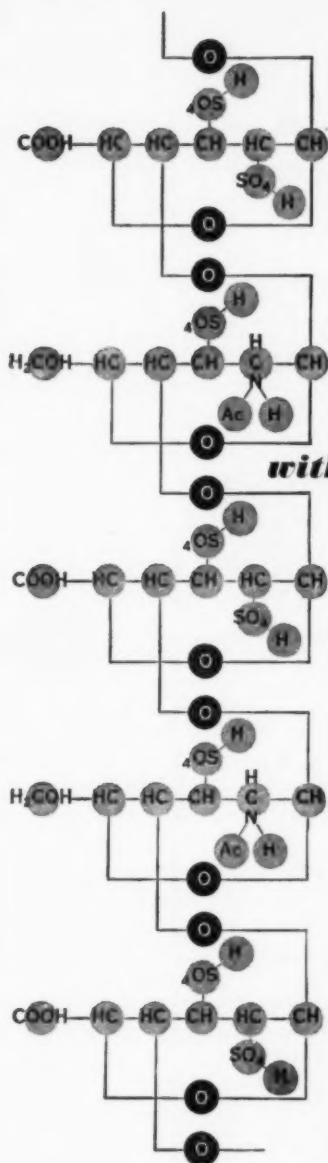 O
H
₄OS
COOH HC HC CH HC CH
SO₄
H
O
O
H
₄OS H
H₂COH HC HC CH C CH
N
Ac H
O
with
O
H
₄OS
COOH HC HC CH HC CH
SO₄
H
O
O
H
₄OS H
H₂COH HC HC CH C CH
N
Ac H
O
O
H
₄OS
COOH HC HC CH HC CH
SO₄
H
O
O